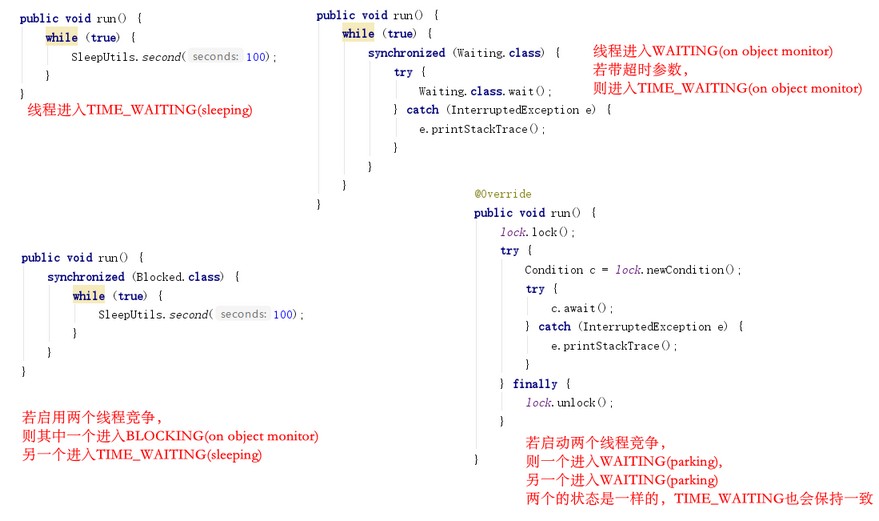 public void run() {
while (true) {
SleepUtils.second( seconds: 100);
}
}
线程进入TIME_WAITING(sleeping)
public void run() {
while (true) {
synchronized (Waiting.class) {
try {
Waiting.class.wait();
} catch (InterruptedException e) {
e.printStackTrace();
}
}
}
}
线程进入WAITING(on object monitor)
若带超时参数，
则进入TIME_WAITING(on object monitor)
public void run() {
synchronized (Blocked.class) {
while (true) {
SleepUtils.second( seconds: 100);
}
}
}
若启用两个线程竞争，
则其中一个进入BLOCKING(on object monitor)
另一个进入TIME_WAITING(sleeping)
@Override
public void run() {
lock.lock();
try {
Condition c = lock.newCondition();
try {
c.await();
} catch (InterruptedException e) {
e.printStackTrace();
}
} finally {
lock.unlock();
}
}
若启动两个线程竞争，
则一个进入WAITING(parking),
另一个进入WAITING(parking)
两个的状态是一样的，TIME_WAITING也会保持一致